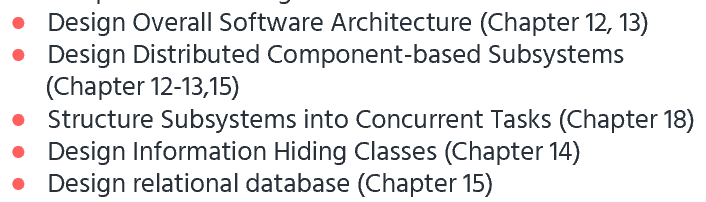 • Design Overall Software Architecture (Chapter 12, 13)
• Design Distributed Component-based Subsystems
(Chapter 12-13,15)
• Structure Subsystems into Concurrent Tasks (Chapter 18)
• Design Information Hiding Classes (Chapter 14)
• Design relational database (Chapter 15)